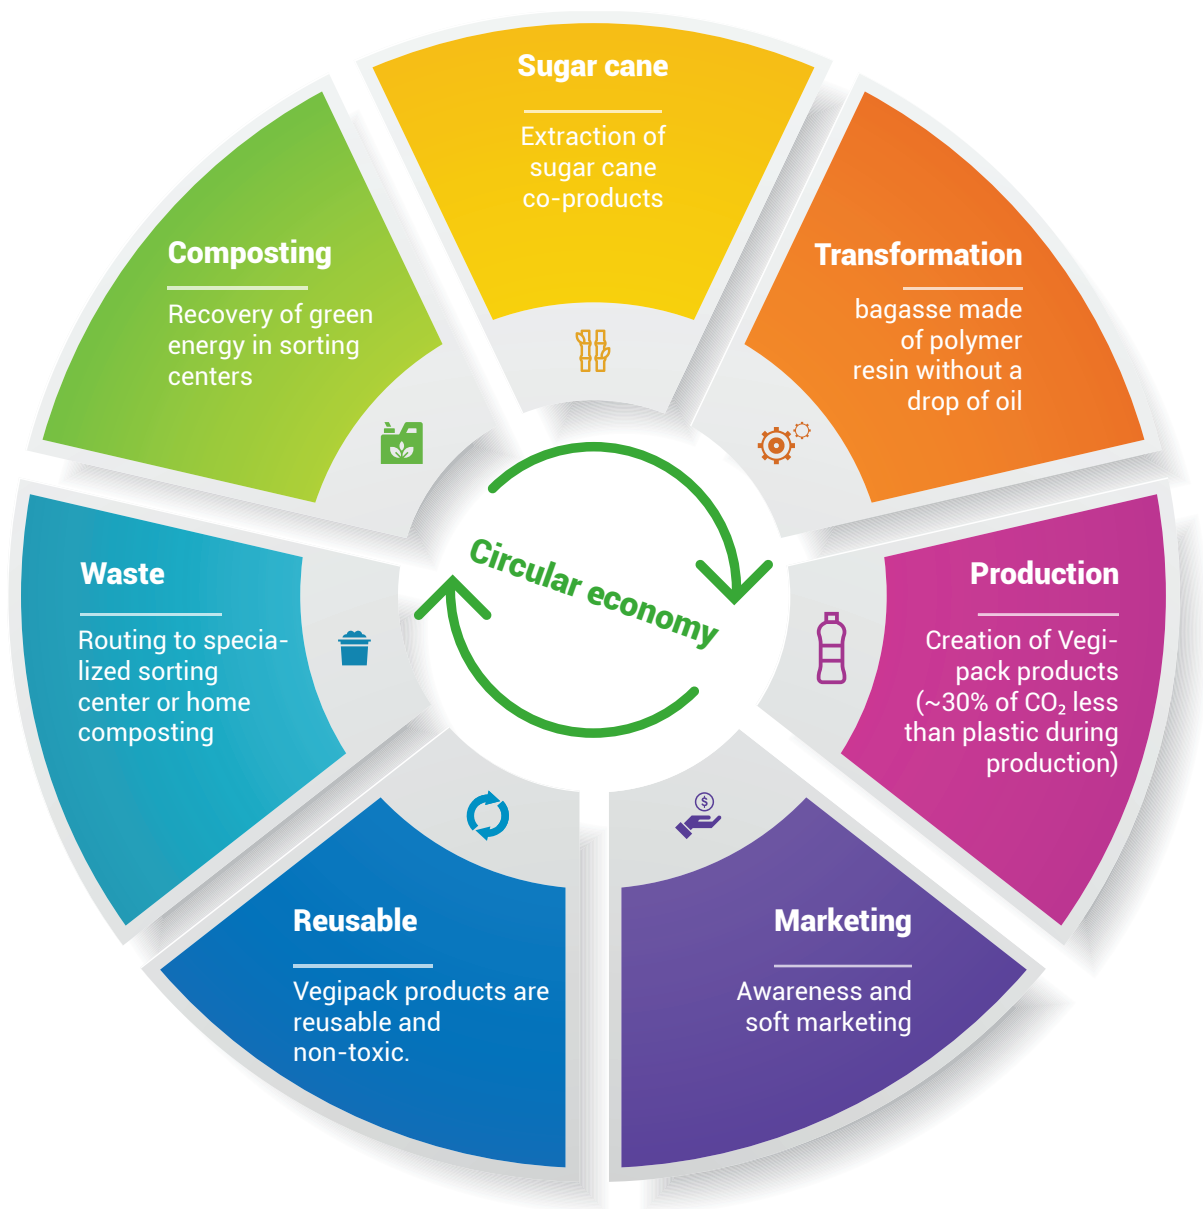 Sugar cane
Extraction of
sugar cane
co-products
Transformation
bagasse made
of polymer
resin without a
drop of oil
Production
Creation of Vegi-
pack products
(~30% of CO₂ less
than plastic during
production)
Marketing
Awareness and
soft marketing
$
Reusable
Vegipack products are
reusable and
non-toxic.
Waste
Routing to specia-
lized sorting
center or home
composting
Composting
Recovery of green
energy in sorting
centers
Circular economy